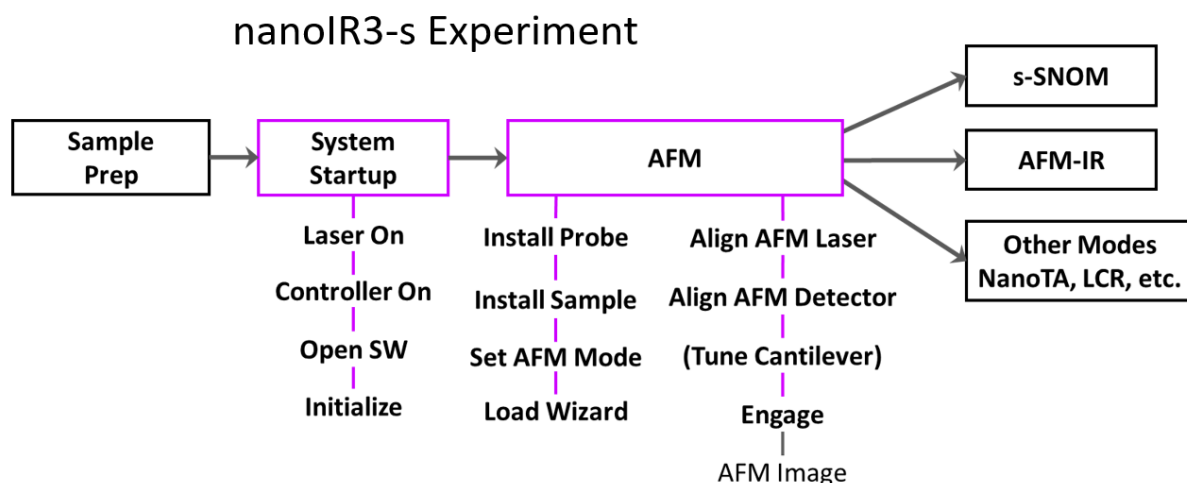 nanoIR3-s Experiment
Sample
Prep
System
Startup
AFM
s-SNOM
AFM-IR
Other Modes
NanoTA, LCR, etc.
Laser On
Controller On
Open SW
Initialize
Install Probe
Install Sample
Set AFM Mode
Load Wizard
Align AFM Laser
Align AFM Detector
(Tune Cantilever)
Engage
AFM Image